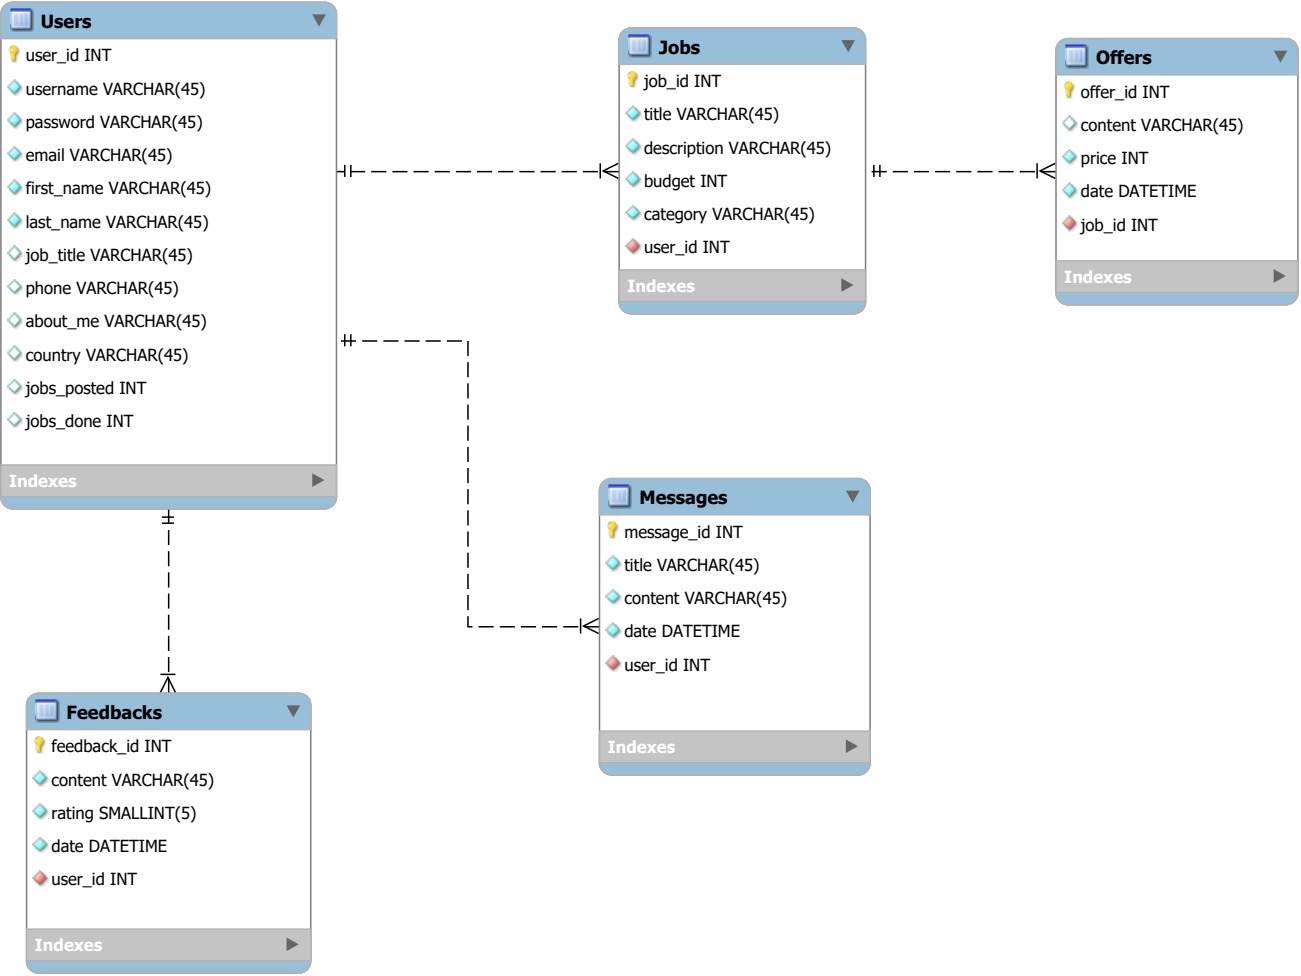 Users
user_id INT
username VARCHAR(45)
password VARCHAR(45)
email VARCHAR(45)
first_name VARCHAR(45)
last_name VARCHAR(45)
job_title VARCHAR(45)
phone VARCHAR(45)
about_me VARCHAR(45)
country VARCHAR(45)
jobs_posted INT
jobs_done INT
Indexes
Jobs
job_id INT
title VARCHAR(45)
description VARCHAR(45)
budget INT
category VARCHAR(45)
user_id INT
Indexes
Offers
offer_id INT
content VARCHAR(45)
price INT
date DATETIME
job_id INT
Indexes
Messages
message_id INT
title VARCHAR(45)
content VARCHAR(45)
date DATETIME
user_id INT
Indexes
Feedbacks
feedback_id INT
content VARCHAR(45)
rating SMALLINT(5)
date DATETIME
user_id INT
Indexes